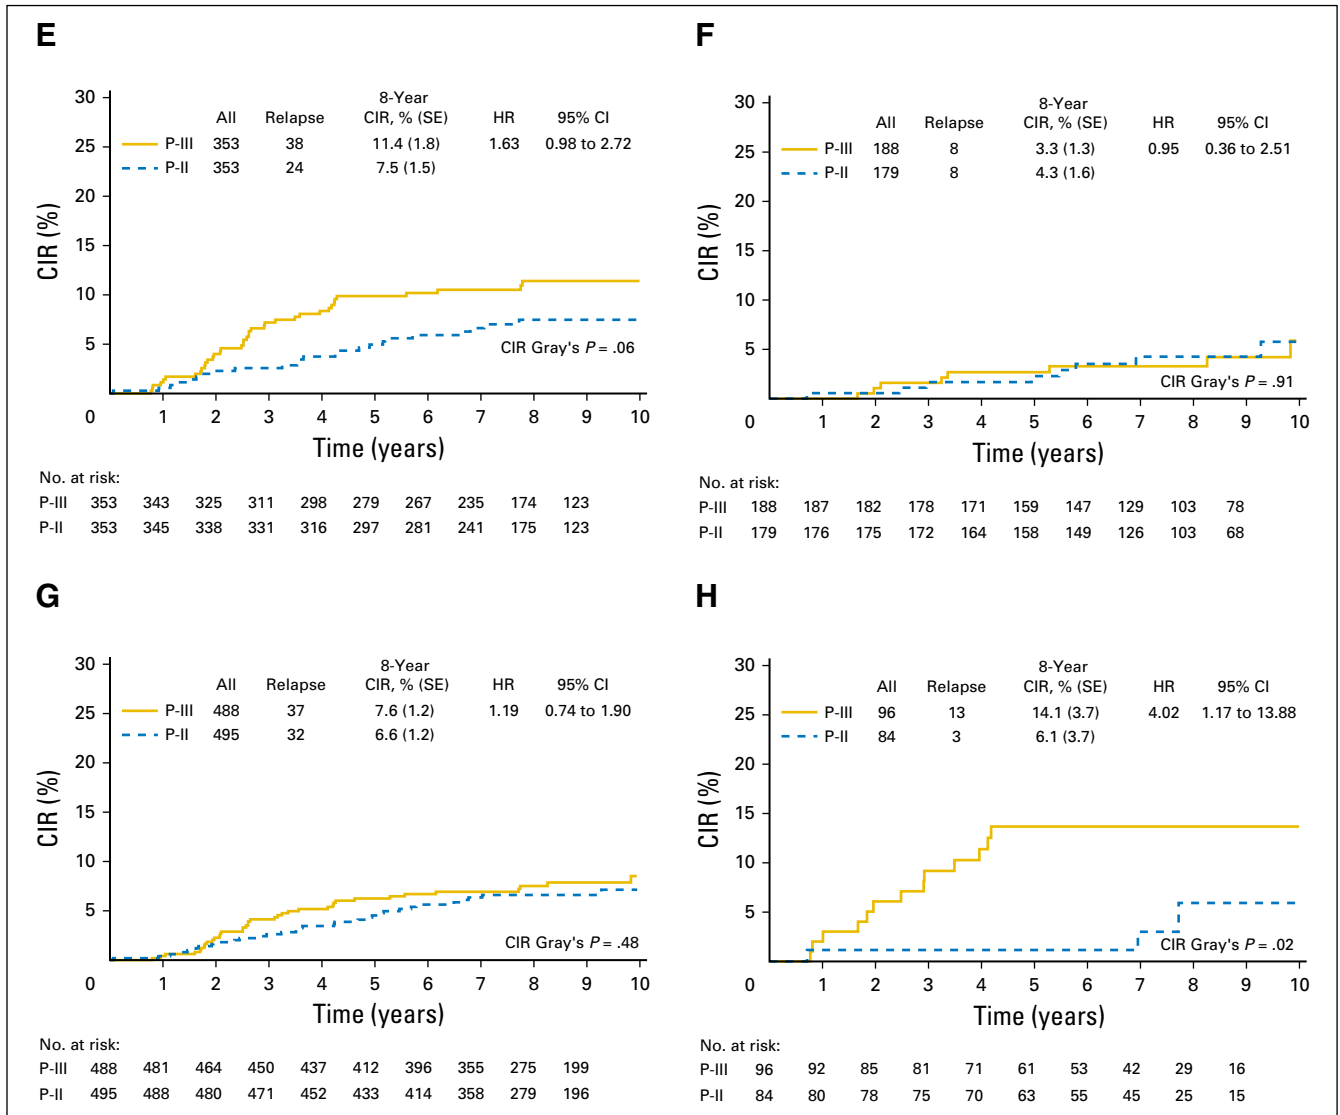 E
8-Year
All Relapse CIR, % (SE) HR 95% CI
P-III 353 38 11.4 (1.8) 1.63 0.98 to 2.72
P-II 353 24 7.5 (1.5)
30
25
20
15
10
5
CIR (%)
CIR Gray's P = .06
0 1 2 3 4 5 6 7 8 9 10
Time (years)
No. at risk:
P-III 353 343 325 311 298 279 267 235 174 123
P-II 353 345 338 331 316 297 281 241 175 123
F
8-Year
All Relapse CIR, % (SE) HR 95% CI
P-III 188 8 3.3 (1.3) 0.95 0.36 to 2.51
P-II 179 8 4.3 (1.6)
30
25
20
15
10
5
CIR (%)
CIR Gray's P = .91
0 1 2 3 4 5 6 7 8 9 10
Time (years)
No. at risk:
P-III 188 187 182 178 171 159 147 129 103 78
P-II 179 176 175 172 164 158 149 126 103 68
G
8-Year
All Relapse CIR, % (SE) HR 95% CI
P-III 488 37 7.6 (1.2) 1.19 0.74 to 1.90
P-II 495 32 6.6 (1.2)
30
25
20
15
10
5
CIR (%)
CIR Gray's P = .48
0 1 2 3 4 5 6 7 8 9 10
Time (years)
No. at risk:
P-III 488 481 464 450 437 412 396 355 275 199
P-II 495 488 480 471 452 433 414 358 279 196
H
8-Year
All Relapse CIR, % (SE) HR 95% CI
P-III 96 13 14.1 (3.7) 4.02 1.17 to 13.88
P-II 84 3 6.1 (3.7)
30
25
20
15
10
5
CIR (%)
CIR Gray's P = .02
0 1 2 3 4 5 6 7 8 9 10
Time (years)
No. at risk:
P-III 96 92 85 81 71 61 53 42 29 16
P-II 84 80 78 75 70 63 55 45 25 15